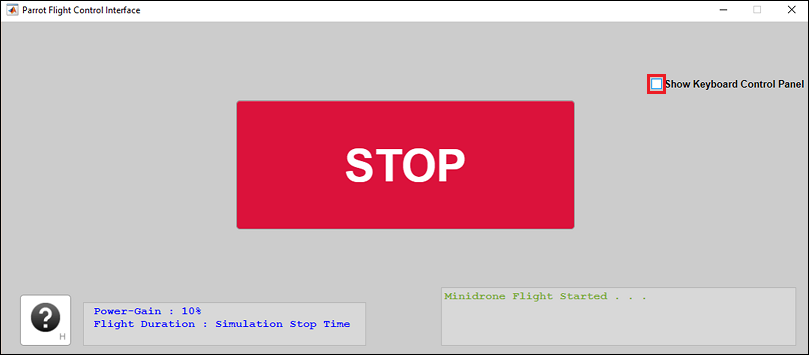 Parrot Flight Control Interface
Show Keyboard Control Panel
STOP
Minidrone Flight Started . . .
Power-Gain : 10%
Flight Duration : Simulation Stop Time
?
H